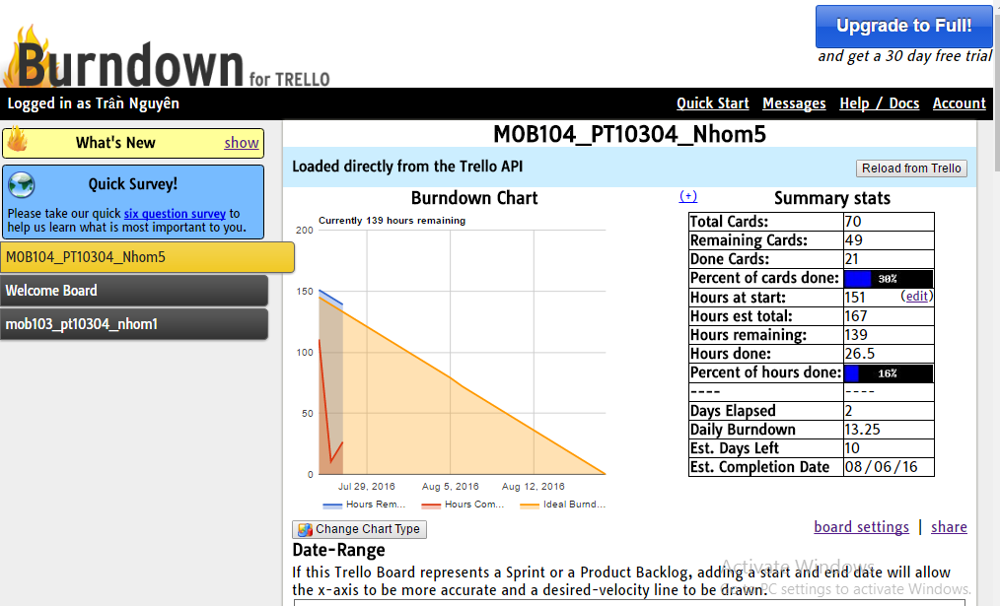 Burndown for TRELLO
Upgrade to Full!
and get a 30 day free trial
Logged in as Trần Nguyên
Quick Start Messages Help / Docs Account
What's New show
Quick Survey!
Please take our quick six question survey to
help us learn what is most important to you.
M0B104_PT10304_Nhom5
Welcome Board
mob103_pt10304_nhom1
M0B104_PT10304_Nhom5
Loaded directly from the Trello API
Reload from Trello
Burndown Chart
Currently 139 hours remaining
200
150
100
50
0
Jul 29, 2016 Aug 5, 2016 Aug 12, 2016
Hours Rem... Hours Com... Ideal Burnd...
Change Chart Type
(+) Summary stats
Total Cards: 70
Remaining Cards: 49
Done Cards: 21
Percent of cards done: 30%
Hours at start: 151 (edit)
Hours est total: 167
Hours remaining: 139
Hours done: 26.5
Percent of hours done: 16%
---- ----
Days Elapsed 2
Daily Burndown 13.25
Est. Days Left 10
Est. Completion Date 08/06/16
board settings | share
Date-Range
If this Trello Board represents a Sprint or a Product Backlog, adding a start and end date will allow
the x-axis to be more accurate and a desired-velocity line to be drawn.
Activate Windows
Go to PC settings to activate Windows.